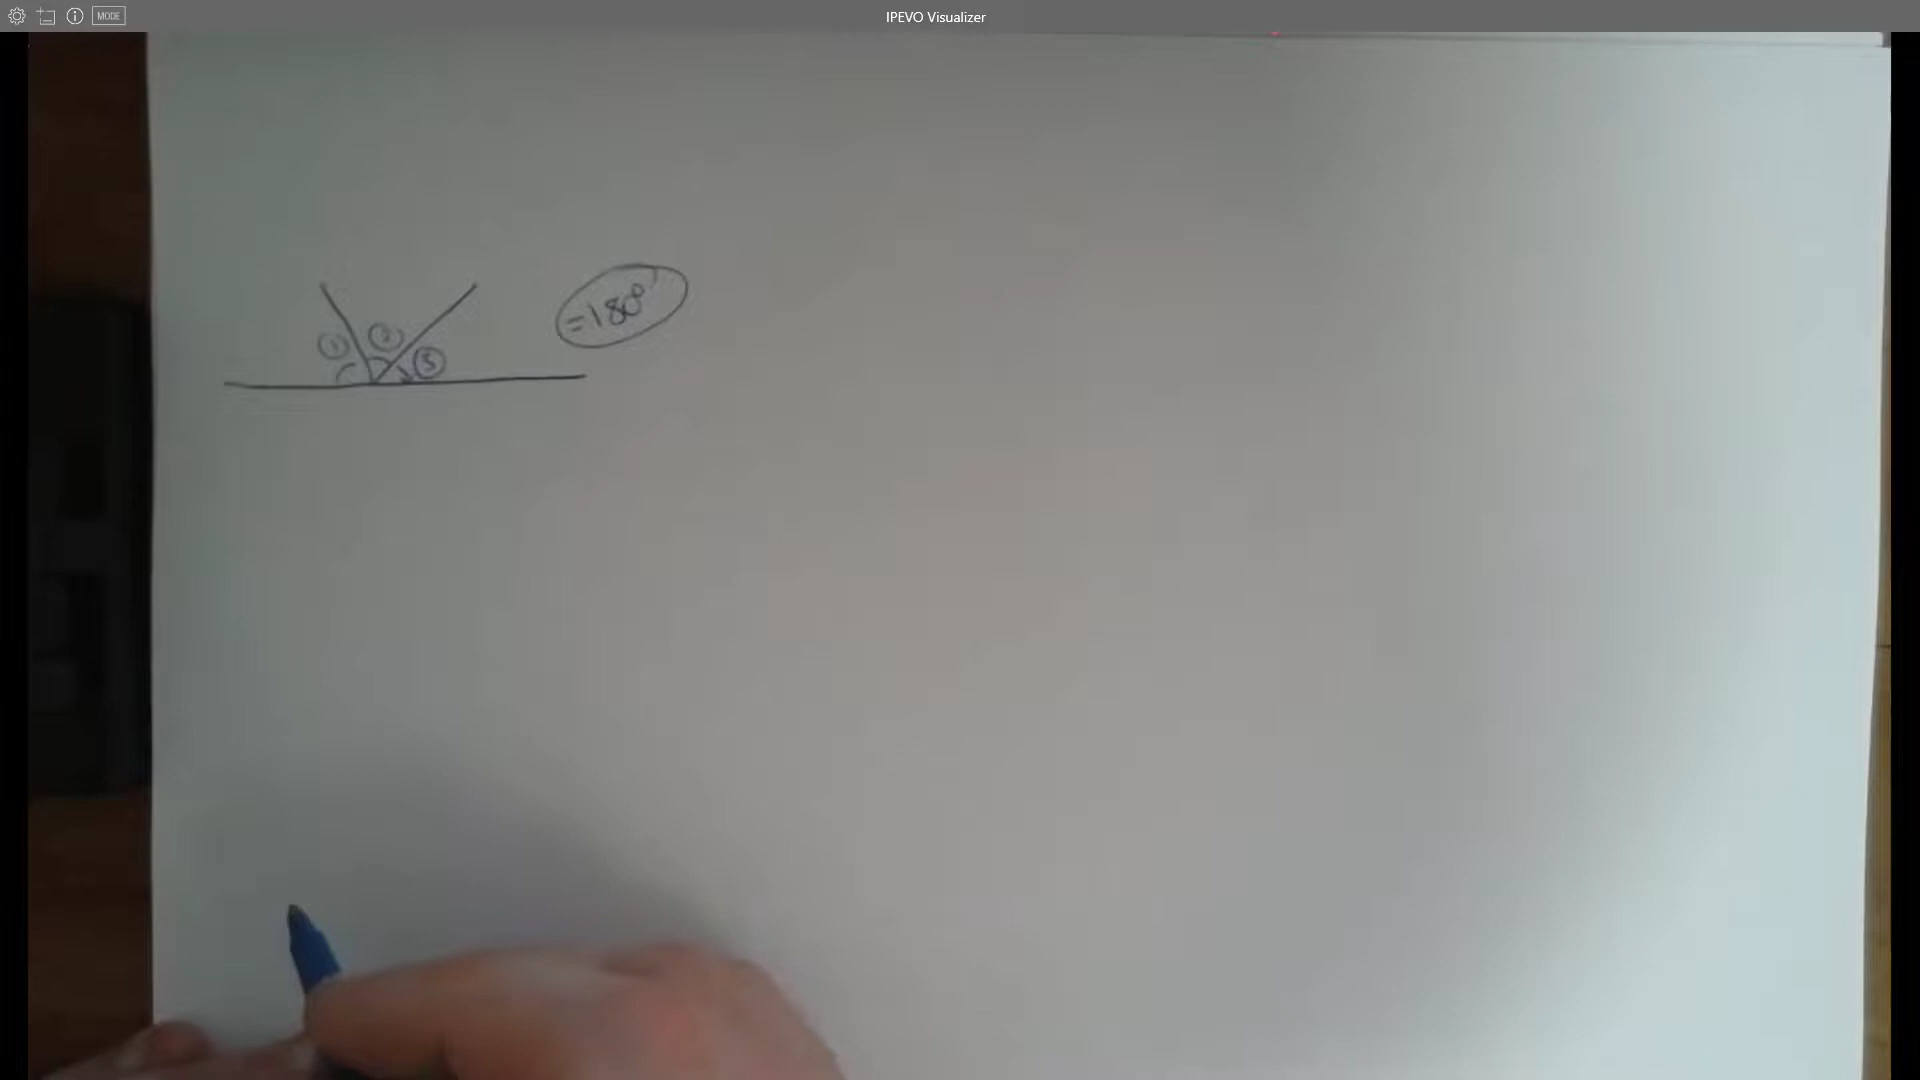 MODE
IPEVO Visualizer
① ② ③
=180°